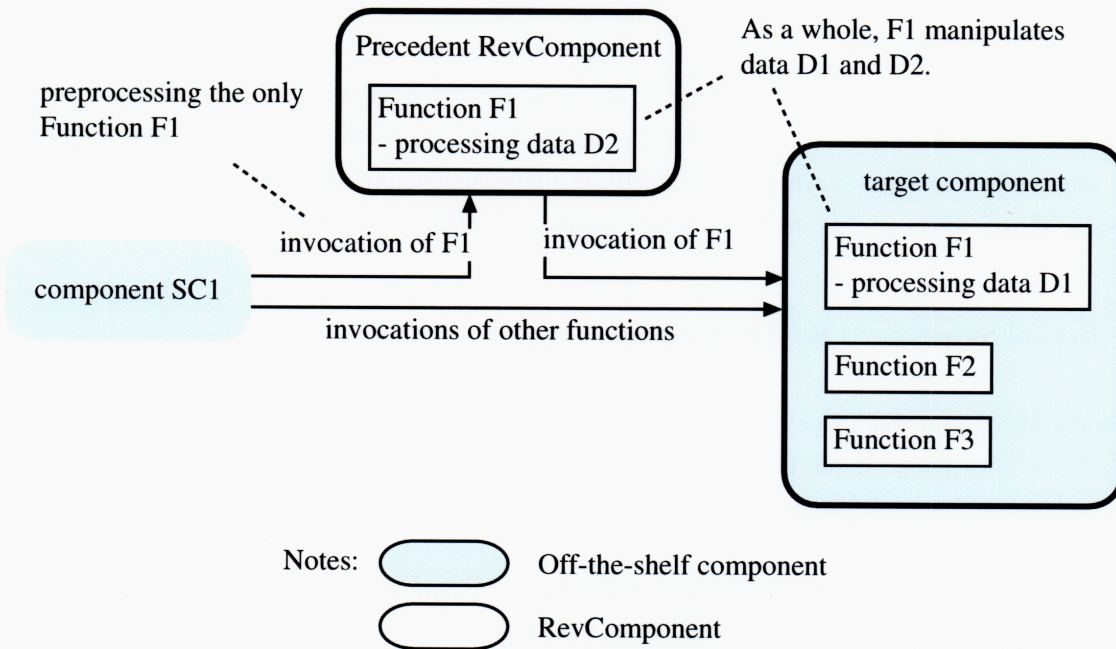 Precedent RevComponent
Function F1
- processing data D2
As a whole, F1 manipulates
data D1 and D2.
preprocessing the only
Function F1
target component
Function F1
- processing data D1
Function F2
Function F3
invocation of F1
invocation of F1
component SC1
invocations of other functions
Notes:
Off-the-shelf component
RevComponent